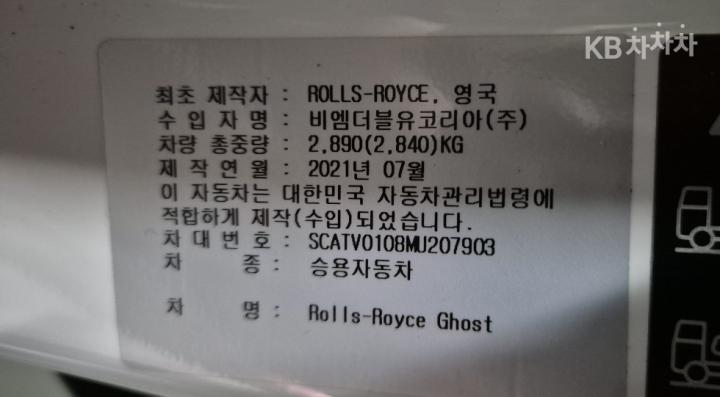 KB차차차
최초 제작자 : ROLLS-ROYCE, 영국
수 입 자 명 : 비엠더블유코리아(주)
차량 총중량 : 2,890(2,840)KG
제 작 연 월 : 2021년 07월
이 자동차는 대한민국 자동차관리법령에
적합하게 제작(수입)되었습니다.
차 대 번 호 : SCATV0108MU207903
차 종 : 승용자동차
차 명 : Rolls-Royce Ghost